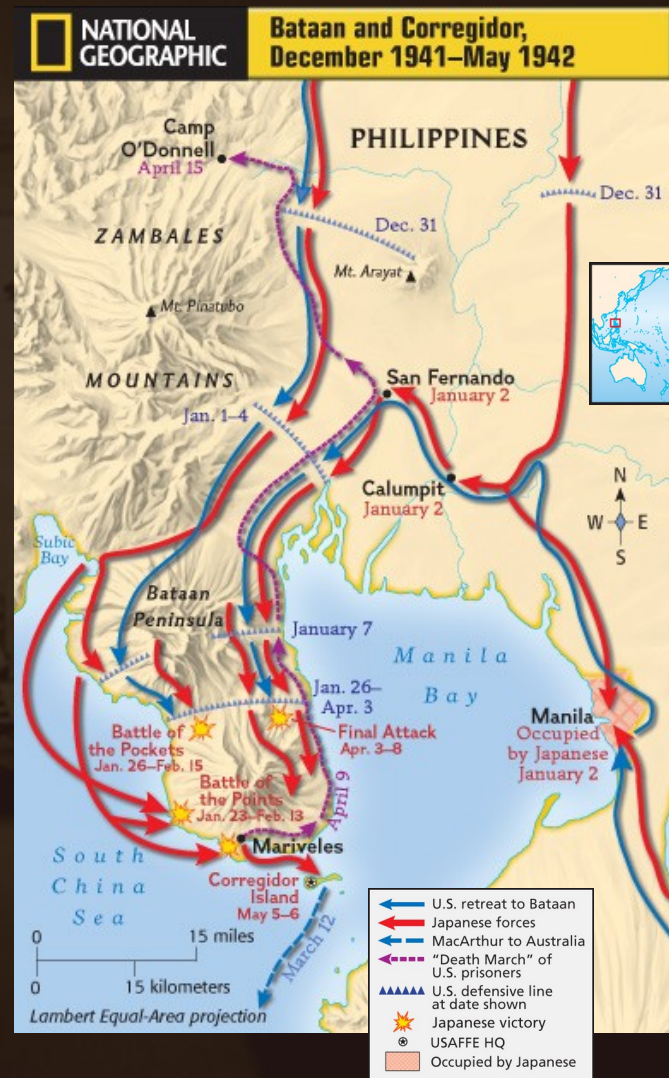 NATIONAL
GEOGRAPHIC
Bataan and Corregidor,
December 1941–May 1942
Camp
O'Donnell
April 15
PHILIPPINES
Dec. 31
Dec. 31
ZAMBALES
Mt. Arayat
Mt. Pinatubo
MOUNTAINS
San Fernando
January 2
Jan. 1–4
Calumpit
January 2
N
W
E
S
Subic
Bay
Bataan
Peninsula
January 7
Manila
Bay
Jan. 26–
Apr. 3
Battle of
the Pockets
Jan. 26–Feb. 15
Final Attack
Apr. 3–8
Manila
Occupied
by Japanese
January 2
Battle of
the Points
Jan. 23–Feb. 13
April 9
Mariveles
South
China
Sea
Corregidor
Island
May 5–6
March 12
0
15 miles
0
15 kilometers
Lambert Equal-Area projection
U.S. retreat to Bataan
Japanese forces
MacArthur to Australia
"Death March" of
U.S. prisoners
U.S. defensive line
at date shown
Japanese victory
USAFFE HQ
Occupied by Japanese